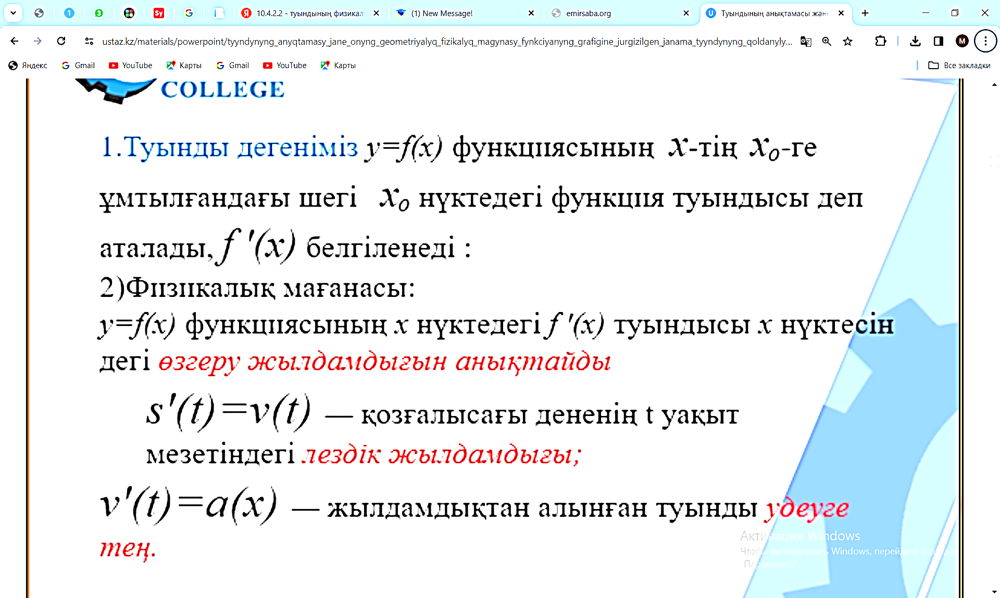 10.4.2.2 - туындының физикал
(1) New Message!
emirsaba.org
Туындының анықтамасы жән
ustaz.kz/materials/powerpoint/tyyndynyng_anyqtamasy_jane_onyng_geometriyalyq_fizikalyq_magynasy_fynkciyanyng_grafigine_jurgizilgen_janama_tyyndynyng_qoldanyly...
Яндекс Gmail YouTube Карты Gmail YouTube Карты Все закладки
COLLEGE
1.Туынды дегеніміз y=f(x) функциясының x-тің x₀-ге
ұмтылғандағы шегі x₀ нүктедегі функция туындысы деп
аталады, f '(x) белгіленеді :
2)Физикалық мағанасы:
y=f(x) функциясының x нүктедегі f '(x) туындысы x нүктесін
дегі өзгеру жылдамдығын анықтайды
s'(t)=v(t) — қозғалысағы дененің t уақыт
мезетіндегі лездік жылдамдығы;
v'(t)=a(x) — жылдамдықтан алынған туынды үдеуге
тең.
Активация Windows
Чтобы активировать Windows, перейдите в раздел
"Параметры".